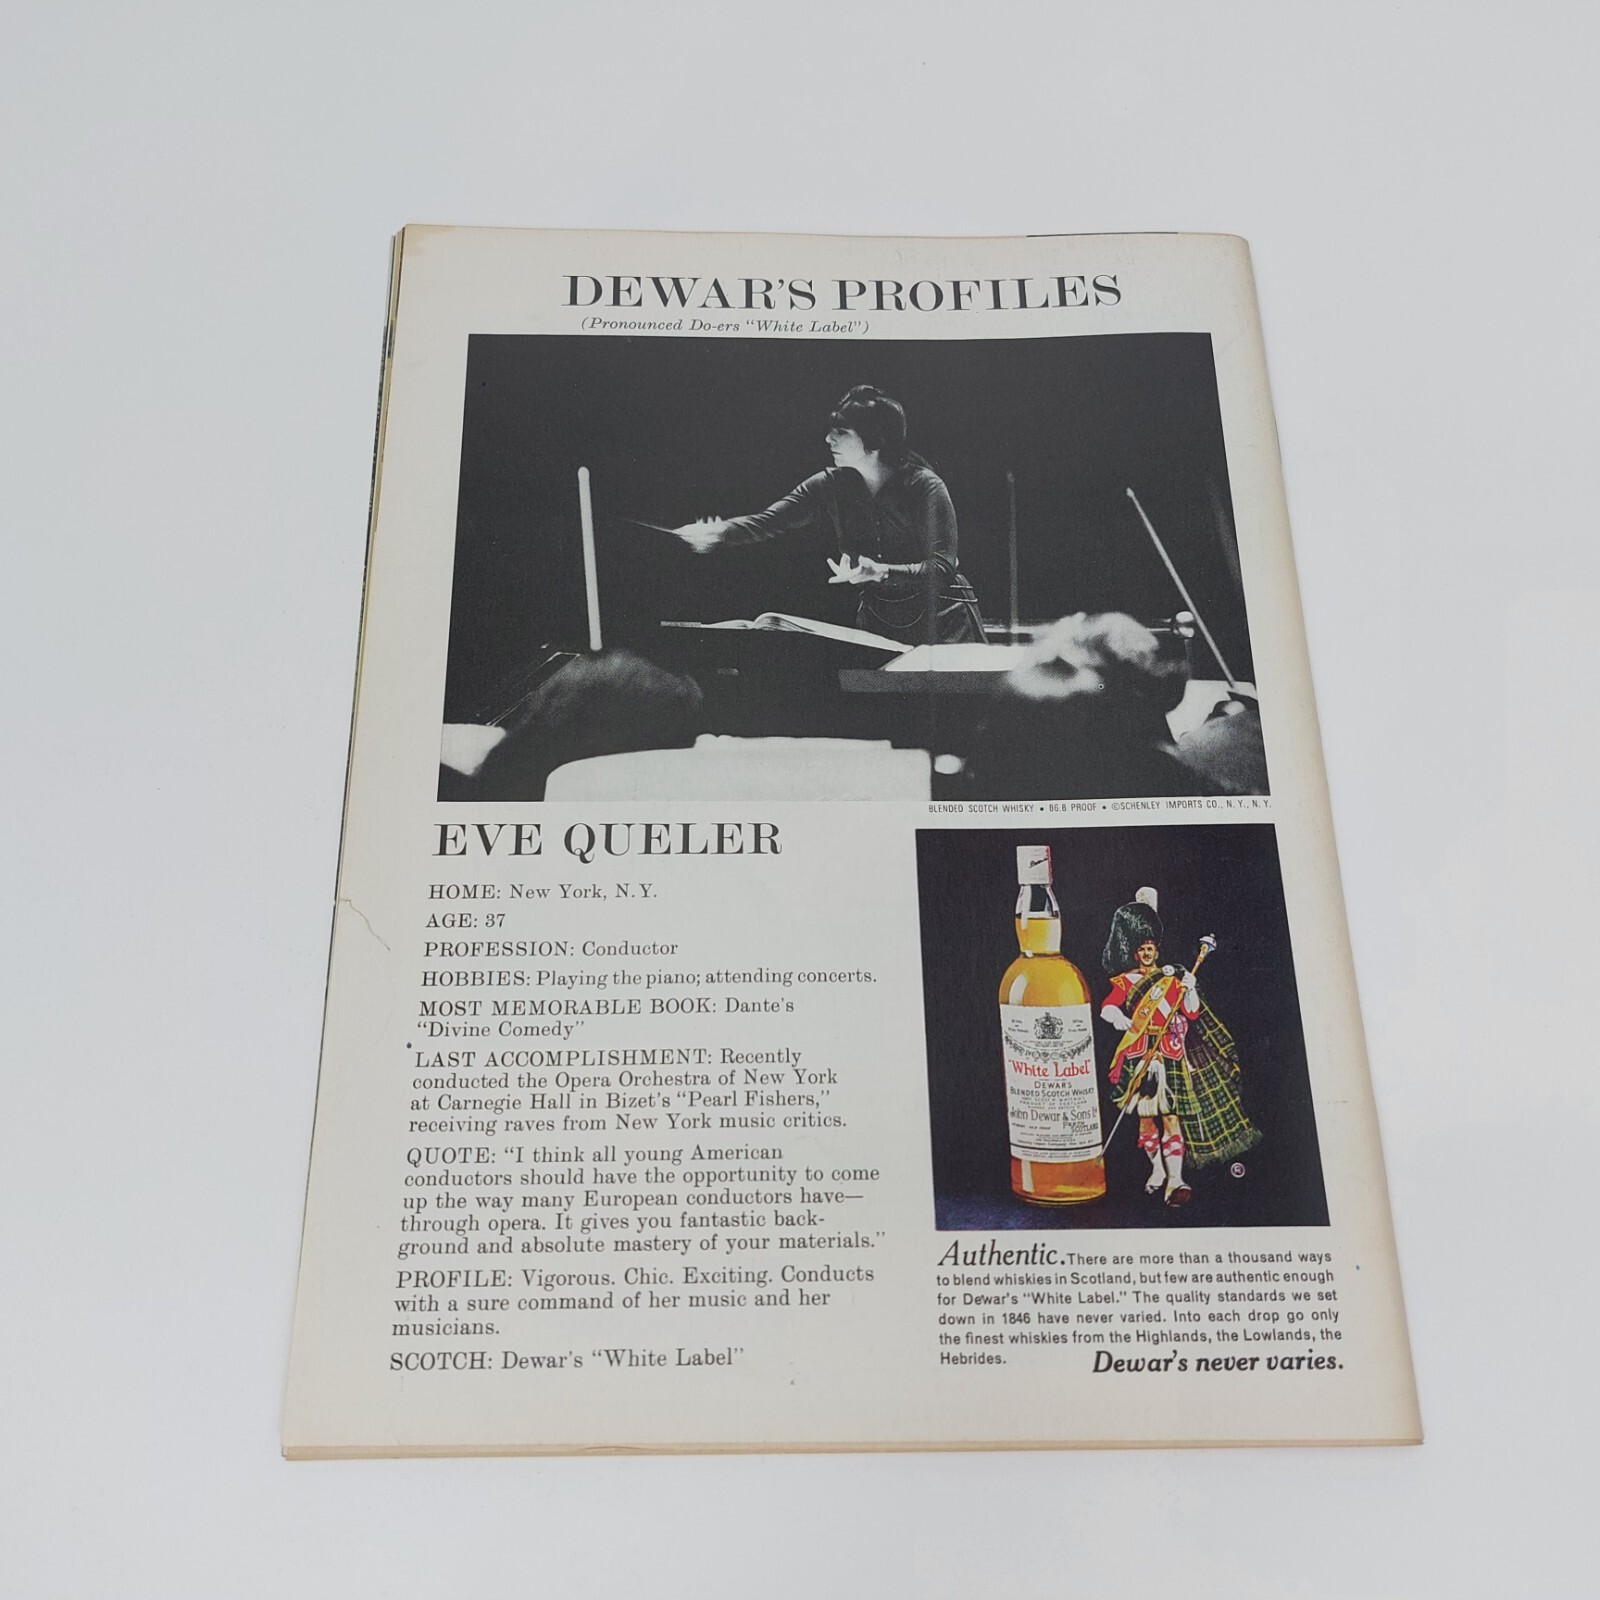 DEWAR'S PROFILES
(Pronounced Do-ers "White Label")
BLENDED SCOTCH WHISKY • 86.8 PROOF • ©SCHENLEY IMPORTS CO., N.Y., N.Y.
EVE QUELER
HOME: New York, N.Y.
AGE: 37
PROFESSION: Conductor
HOBBIES: Playing the piano; attending concerts.
MOST MEMORABLE BOOK: Dante's
"Divine Comedy"
LAST ACCOMPLISHMENT: Recently
conducted the Opera Orchestra of New York
at Carnegie Hall in Bizet's "Pearl Fishers,"
receiving raves from New York music critics.
QUOTE: "I think all young American
conductors should have the opportunity to come
up the way many European conductors have—
through opera. It gives you fantastic back-
ground and absolute mastery of your materials."
PROFILE: Vigorous. Chic. Exciting. Conducts
with a sure command of her music and her
musicians.
SCOTCH: Dewar's "White Label"
"White Label"
DEWAR'S
BLENDED SCOTCH WHISKY
John Dewar & Sons Ld
PERTH
SCOTLAND
®
Authentic. There are more than a thousand ways
to blend whiskies in Scotland, but few are authentic enough
for Dewar's "White Label." The quality standards we set
down in 1846 have never varied. Into each drop go only
the finest whiskies from the Highlands, the Lowlands, the
Hebrides.
Dewar's never varies.